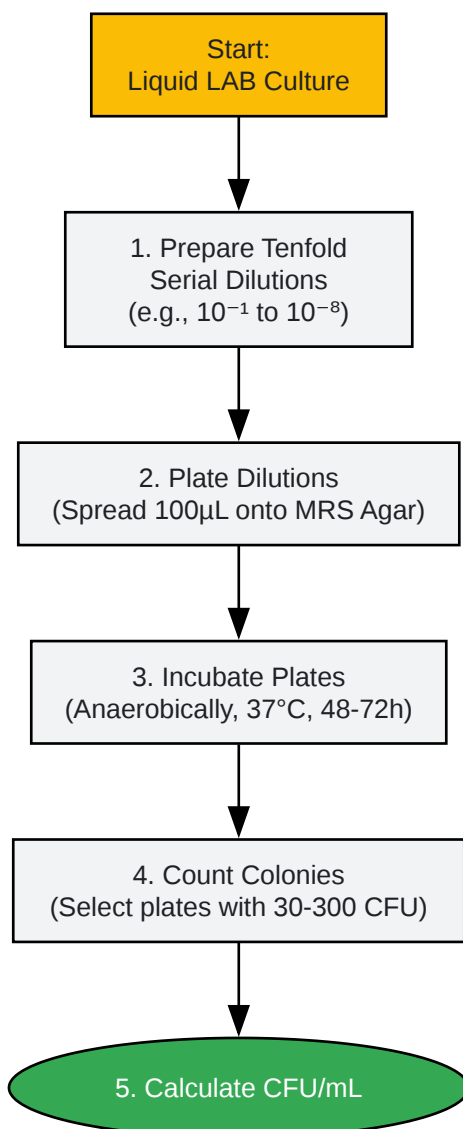 Start:
Liquid LAB Culture
1. Prepare Tenfold
Serial Dilutions
(e.g., 10⁻¹ to 10⁻⁸)
2. Plate Dilutions
(Spread 100µL onto MRS Agar)
3. Incubate Plates
(Anaerobically, 37°C, 48-72h)
4. Count Colonies
(Select plates with 30-300 CFU)
5. Calculate CFU/mL